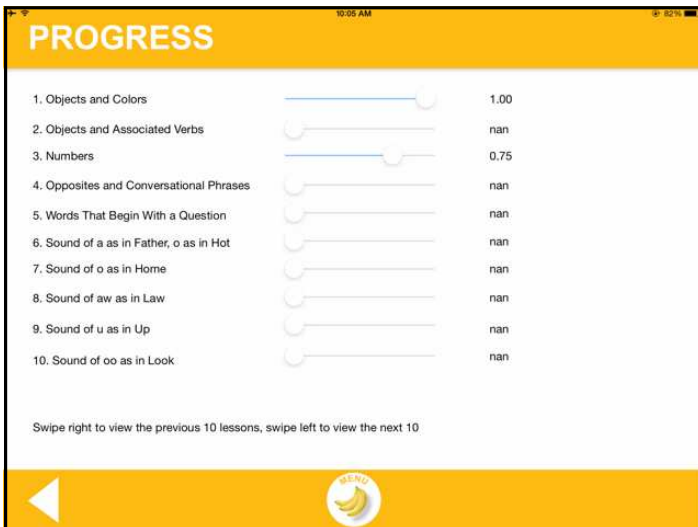 10:05 AM 82%
PROGRESS
1. Objects and Colors 1.00
2. Objects and Associated Verbs nan
3. Numbers 0.75
4. Opposites and Conversational Phrases nan
5. Words That Begin With a Question nan
6. Sound of a as in Father, o as in Hot nan
7. Sound of o as in Home nan
8. Sound of aw as in Law nan
9. Sound of u as in Up nan
10. Sound of oo as in Look nan
Swipe right to view the previous 10 lessons, swipe left to view the next 10
MENU